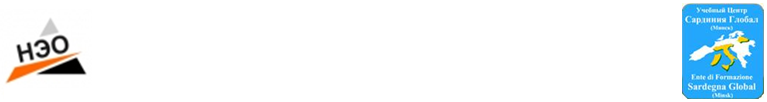 НЭО
Учебный Центр
Сардиния Глобал
(Минск)
Ente di Formazione
Sardegna Global
(Minsk)